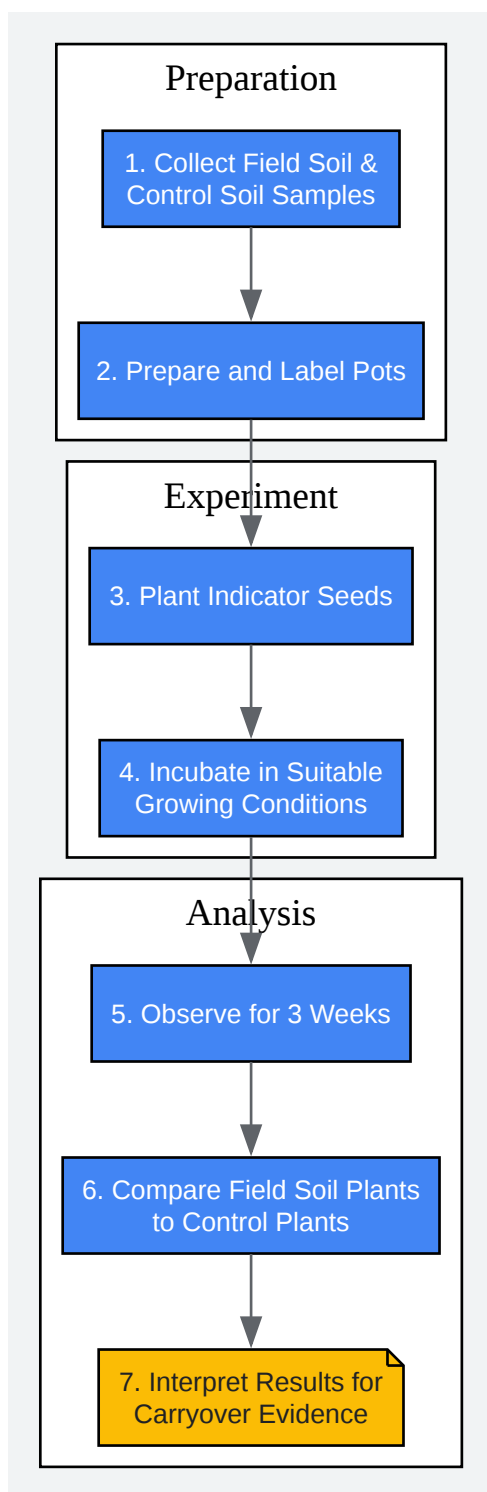 Preparation
1. Collect Field Soil &
Control Soil Samples
2. Prepare and Label Pots
Experiment
3. Plant Indicator Seeds
4. Incubate in Suitable
Growing Conditions
Analysis
5. Observe for 3 Weeks
6. Compare Field Soil Plants
to Control Plants
7. Interpret Results for
Carryover Evidence